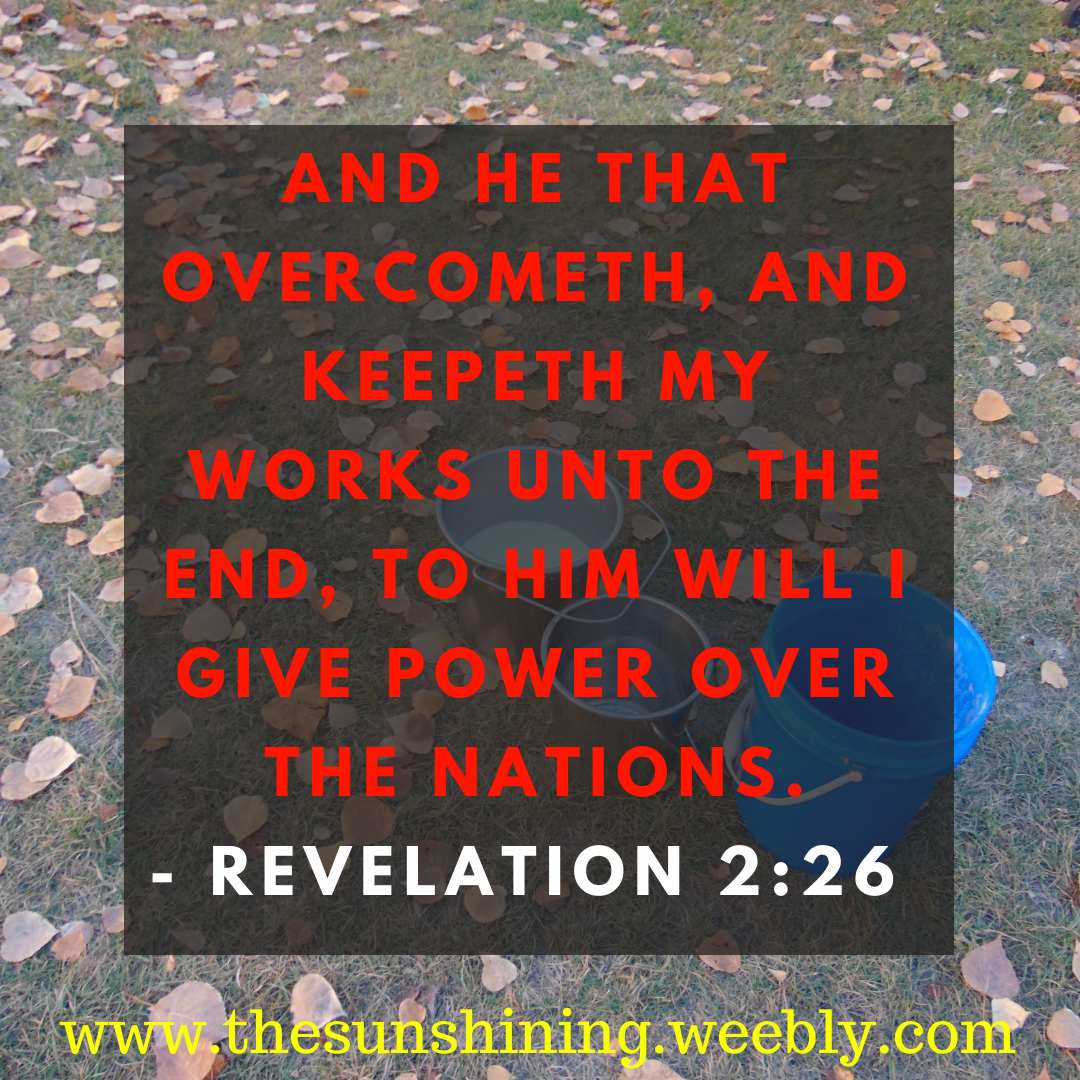 AND HE THAT
OVERCOMETH, AND
KEEPETH MY
WORKS UNTO THE
END, TO HIM WILL I
GIVE POWER OVER
THE NATIONS.
- REVELATION 2:26
www.thesunshining.weebly.com